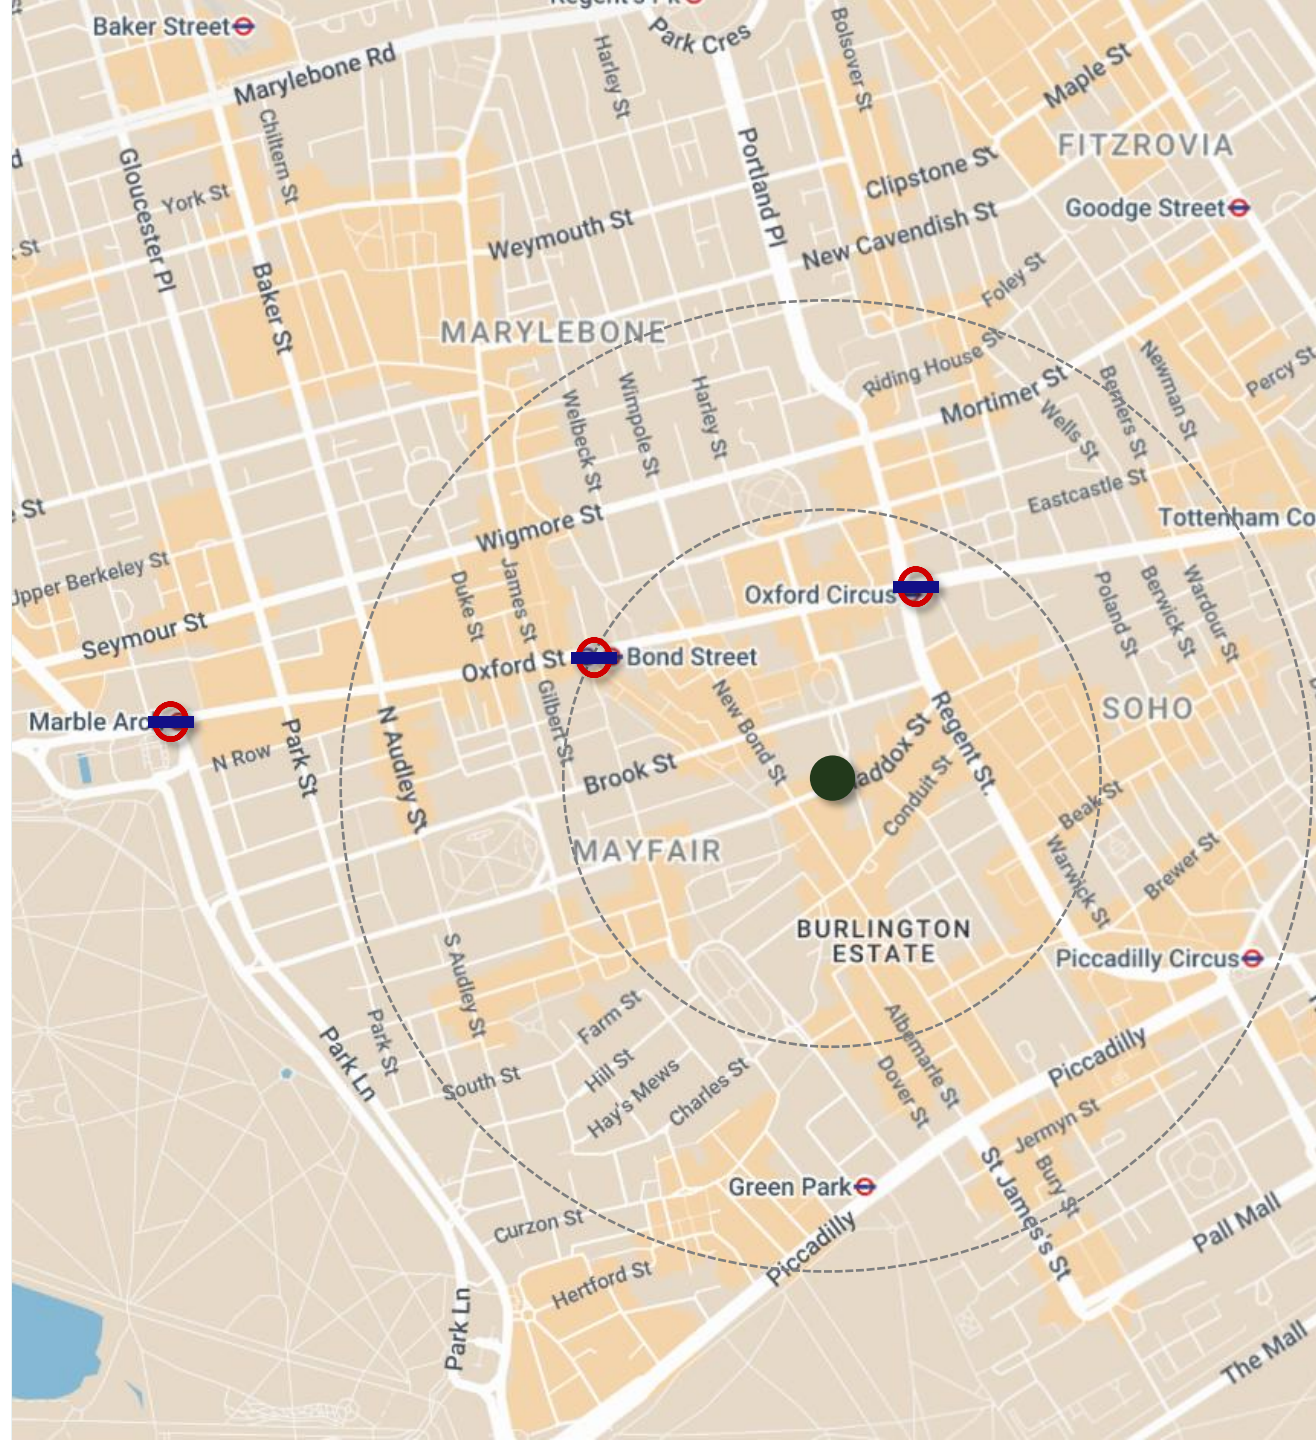 Baker Street
Marylebone Rd
Park Cres
Harley St
Bolsover St
Maple St
FITZROVIA
Chiltern St
Gloucester Pl
York St
Portland Pl
Clipstone St
Goodge Street
St
Weymouth St
New Cavendish St
Baker St
Foley St
MARYLEBONE
Riding House St
Newman St
Percy St
Mortimer St
Berners St
Welbeck St
Wimpole St
Harley St
Wells St
Eastcastle St
St
Wigmore St
Tottenham Co
Upper Berkeley St
James St
Duke St
Oxford Circus
Poland St
Berwick St
Wardour St
Seymour St
Oxford St
Bond Street
Gilbert St
New Bond St
SOHO
Marble Arc
N Row
Park St
N Audley St
Brook St
addox St
Regent St.
Conduit St
Beak St
MAYFAIR
Warwick St
Brewer St
BURLINGTON
ESTATE
Piccadilly Circus
S Audley St
Farm St
Albemarle St
Park St
Park Ln
Hill St
South St
Hay's Mews
Charles St
Dover St
Piccadilly
Jermyn St
Green Park
St James's St
Bury St
Curzon St
Piccadilly
Pall Mall
Hertford St
Park Ln
The Mall